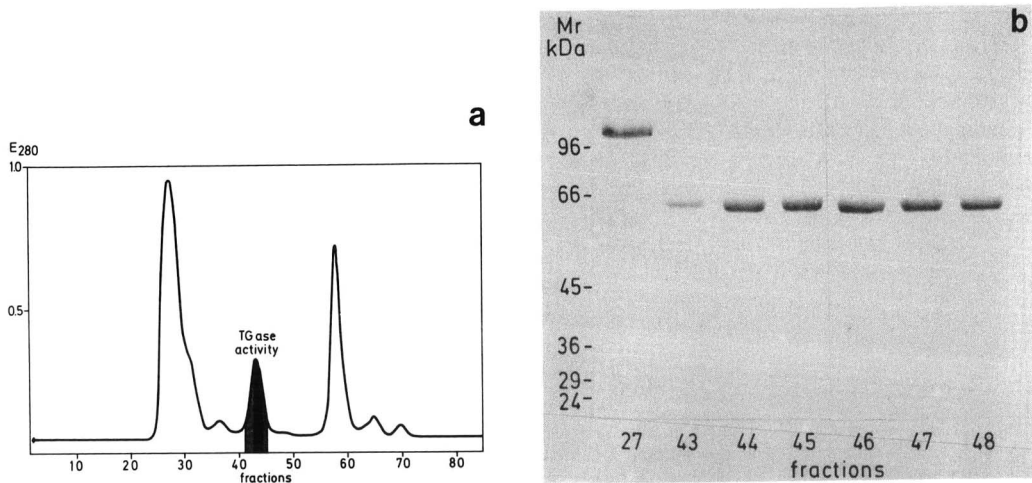 a
E280
1.0
0.5
TGase
activity
10 20 30 40 50 60 70 80
fractions
b
Mr
kDa
96-
66-
45-
36-
29-
24-
27 43 44 45 46 47 48
fractions